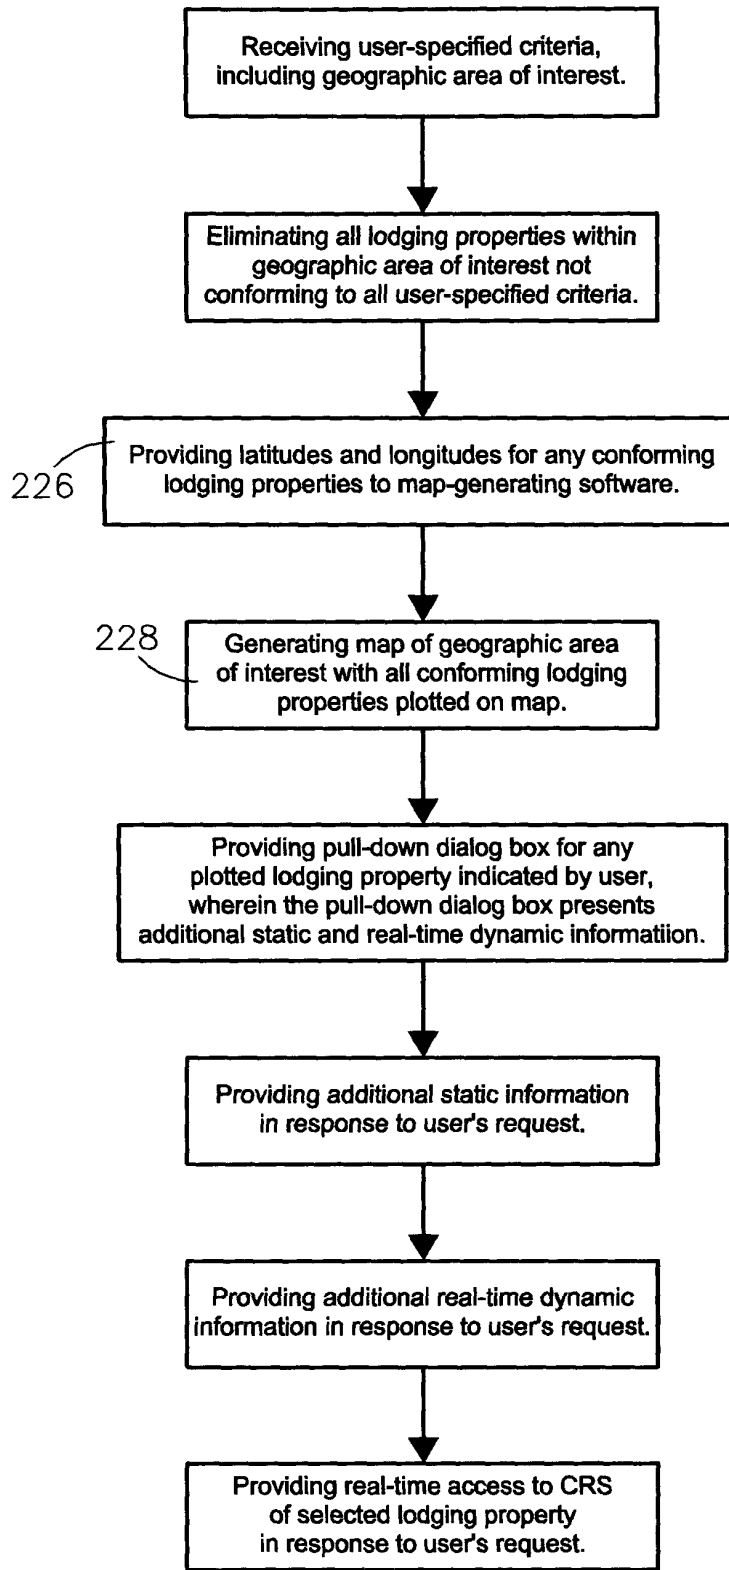 Receiving user-specified criteria,
including geographic area of interest.
Eliminating all lodging properties within
geographic area of interest not
conforming to all user-specified criteria.
226
Providing latitudes and longitudes for any conforming
lodging properties to map-generating software.
228
Generating map of geographic area
of interest with all conforming lodging
properties plotted on map.
Providing pull-down dialog box for any
plotted lodging property indicated by user,
wherein the pull-down dialog box presents
additional static and real-time dynamic informatiion.
Providing additional static information
in response to user's request.
Providing additional real-time dynamic
information in response to user's request.
Providing real-time access to CRS
of selected lodging property
in response to user's request.